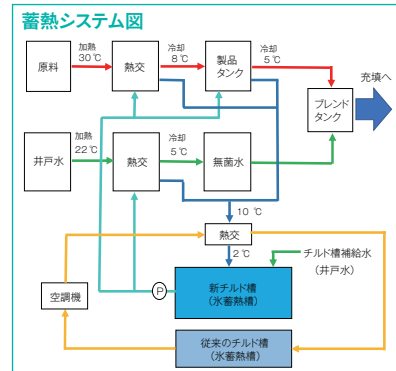 蓄熱システム図
加熱
30℃
冷却
8℃
冷却
5℃
原料
熱交
製品
タンク
充填へ
ブレンド
タンク
加熱
22℃
冷却
5℃
井戸水
熱交
無菌水
10℃
熱交
2℃
チルド槽補給水
(井戸水)
空調機
P
新チルド槽
(氷蓄熱槽)
従来のチルド槽
(氷蓄熱槽)